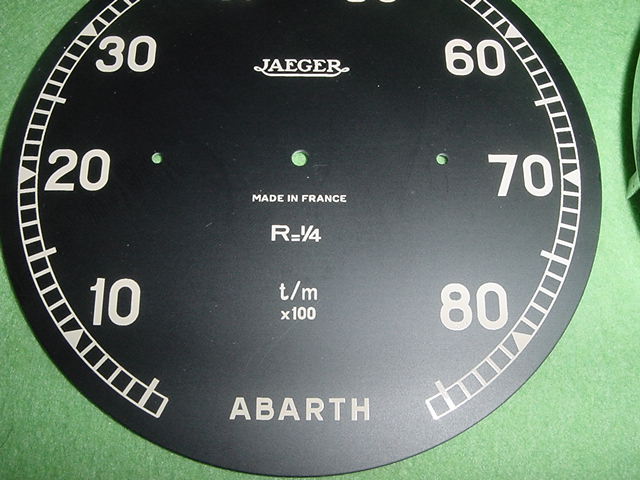 30
60
JAEGER
20
70
MADE IN FRANCE
R=1/4
10
80
t/m
x100
ABARTH